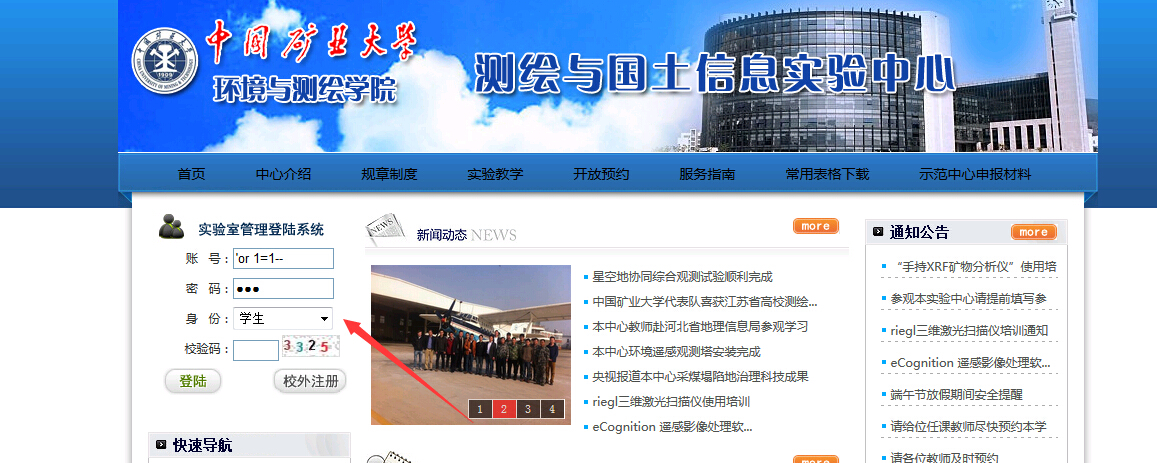 中国矿业大学
环境与测绘学院
测绘与国土信息实验中心
1909
首页 中心介绍 规章制度 实验教学 开放预约 服务指南 常用表格下载 示范中心申报材料
实验室管理登陆系统
账 号：'or 1=1--
密 码：●●●
身 份：学生
校验码： 3325
登陆 校外注册
快速导航
NEWS
新闻动态 NEWS
more
1 2 3 4
星空地协同综合观测试验顺利完成
中国矿业大学代表队喜获江苏省高校测绘...
本中心教师赴河北省地理信息局参观学习
本中心环境遥感观测塔安装完成
央视报道本中心采煤塌陷地治理科技成果
riegl三维激光扫描仪使用培训
eCognition 遥感影像处理软...
more
通知公告
more
“手持XRF矿物分析仪”使用培
参观本实验中心请提前填写参
riegl三维激光扫描仪培训通知
eCognition 遥感影像处理软...
端午节放假期间安全提醒
请给位任课教师尽快预约本学
请各位教师及时预约